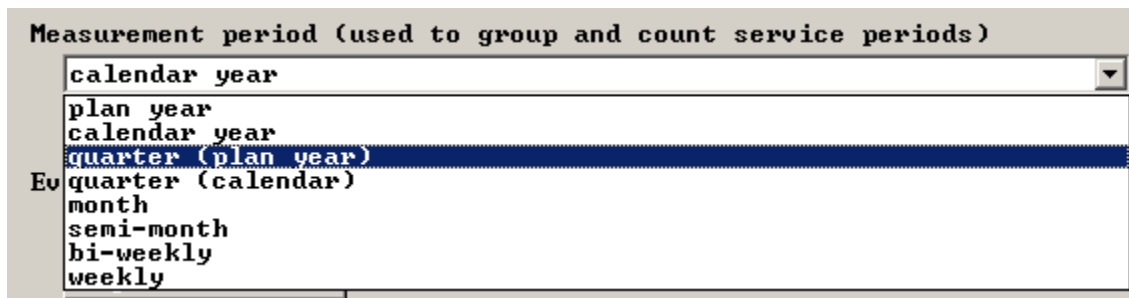 Measurement period (used to group and count service periods)
calendar year
plan year
calendar year
quarter (plan year)
Ev
quarter (calendar)
month
semi-month
bi-weekly
weekly